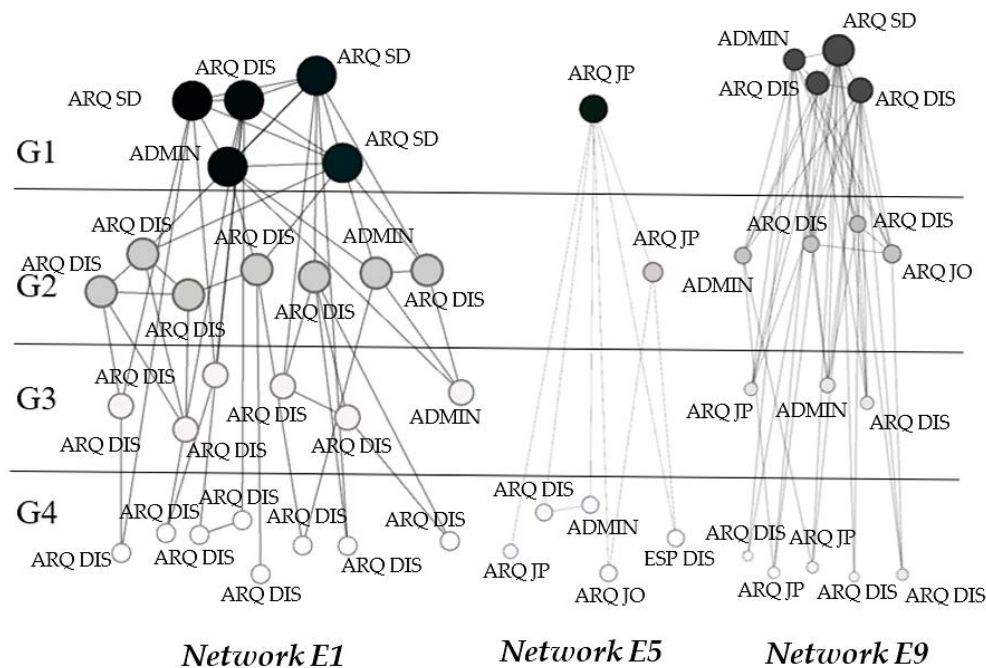 ARQ SD
ADMIN
ARQ SD
ARQ DIS
ARQ JP
ARQ SD
ARQ DIS
ARQ DIS
G1
ADMIN
ARQ SD
ARQ DIS
ARQ DIS
ARQ DIS
ARQ DIS
ADMIN
ARQ JP
ARQ DIS
ARQ JO
G2
ADMIN
ARQ DIS
ARQ DIS
ARQ DIS
ARQ DIS
ARQ DIS
G3
ARQ DIS
ADMIN
ARQ JP
ADMIN
ARQ DIS
ARQ DIS
ARQ DIS
ARQ DIS
ARQ DIS
ARQ DIS
G4
ARQ DIS
ARQ DIS
ARQ DIS
ADMIN
ARQ DIS
ARQ JP
ARQ DIS
ARQ DIS
ARQ DIS
ARQ JP
ESP DIS
ARQ DIS
ARQ JO
ARQ JP
ARQ DIS
ARQ DIS
Network E1
Network E5
Network E9